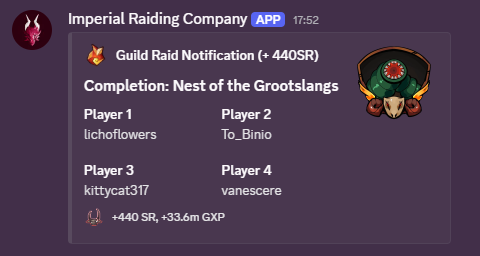 Imperial Raiding Company APP 17:52
Guild Raid Notification (+ 440SR)
Completion: Nest of the Grootslangs
Player 1 Player 2
lichoflowers To_Binio
Player 3 Player 4
kittycat317 vanescere
+440 SR, +33.6m GXP